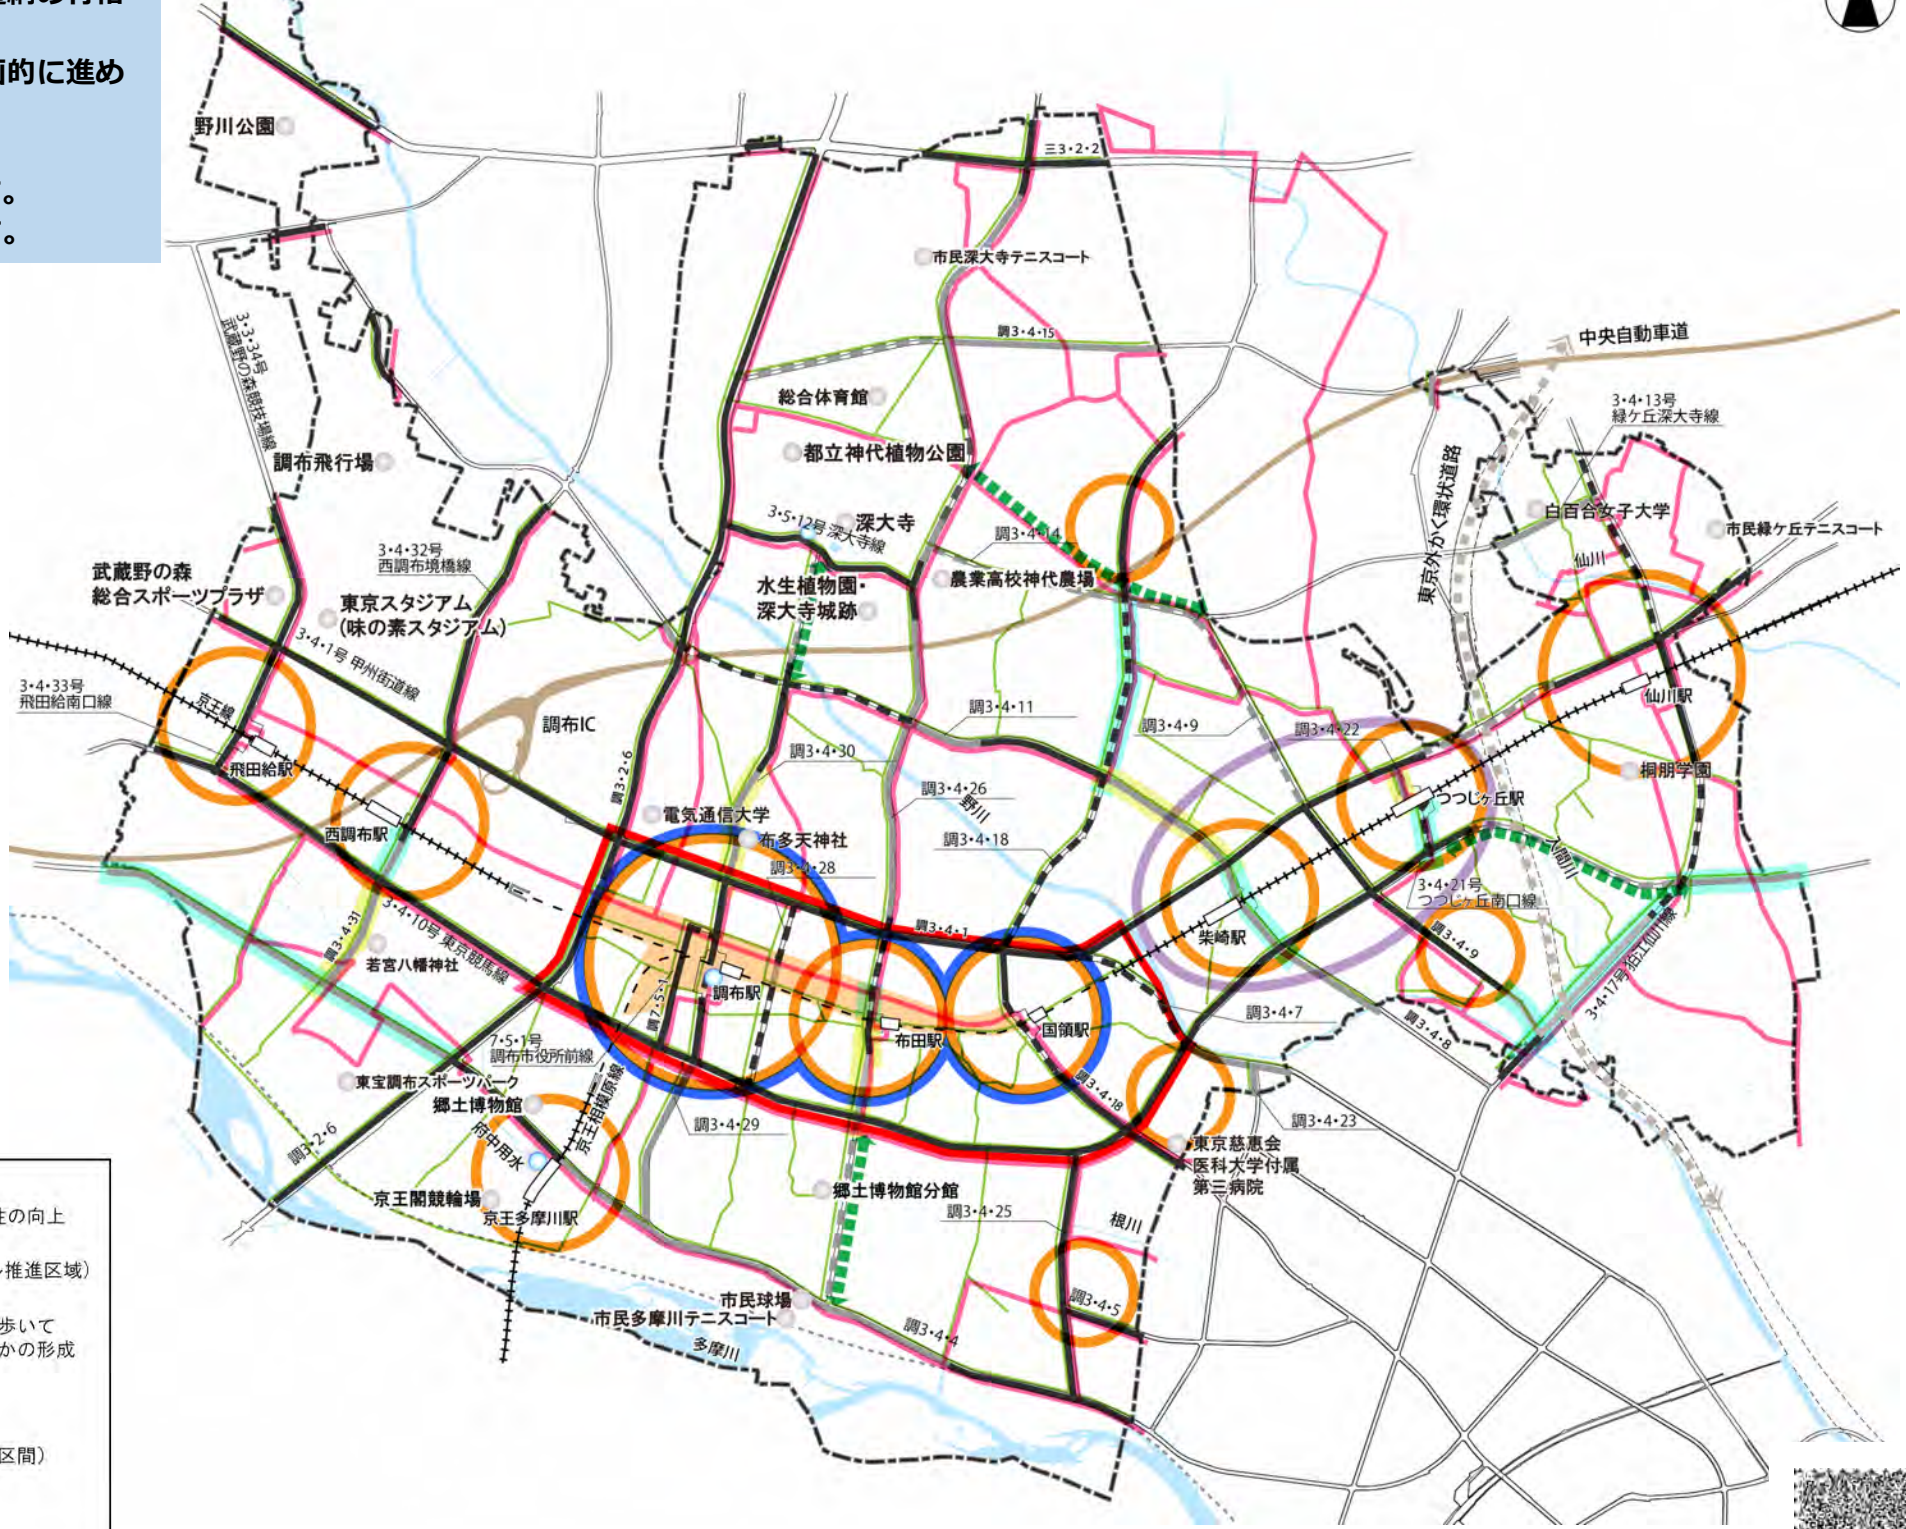 的に進め
。
。
野川公園
三3・2・2
市民深大寺テニスコート
3・3・34号
武蔵野の森競技場線
調3・4・15
中央自動車道
総合体育館
3・4・13号
緑ケ丘深大寺線
調布飛行場
都立神代植物公園
東京外かく環状道路
白百合女子大学
市民緑ケ丘テニスコート
3・5・12号 深大寺線
深大寺
調3・4・14
仙川
3・4・32号
西調布境橋線
武蔵野の森
総合スポーツプラザ
東京スタジアム
(味の素スタジアム)
水生植物園・
深大寺城跡
農業高校神代農場
3・4・1号 甲州街道線
3・4・33号
飛田給南口線
京王線
飛田給駅
調布IC
調3・4・11
調3・4・9
調3・4・22
仙川駅
調3・2・6
調3・4・30
調3・4・26
野川
桐朋学園
つつじヶ丘駅
西調布駅
電気通信大学
布多天神社
調3・4・18
調3・4・28
入間川
3・4・21号
つつじヶ丘南口線
調3・4・31
3・4・10号 東京競馬線
調3・4・1
柴崎駅
調3・4・9
若宮八幡神社
調布駅
調7・5・1
3・4・17号 狛江仙川線
国領駅
布田駅
調3・4・7
調3・4・8
7・5・1号
調布市役所前線
東宝調布スポーツパーク
郷土博物館
京王相模原線
調3・4・18
調3・4・29
調3・4・23
府中用水
調3・2・6
東京慈恵会
医科大学付属
第三病院
京王閣競輪場
京王多摩川駅
郷土博物館分館
調3・4・25
根川
市民球場
市民多摩川テニスコート
多摩川
調3・4・4
調3・4・5
性の向上
推進区域)
歩いて
かの形成
区間)